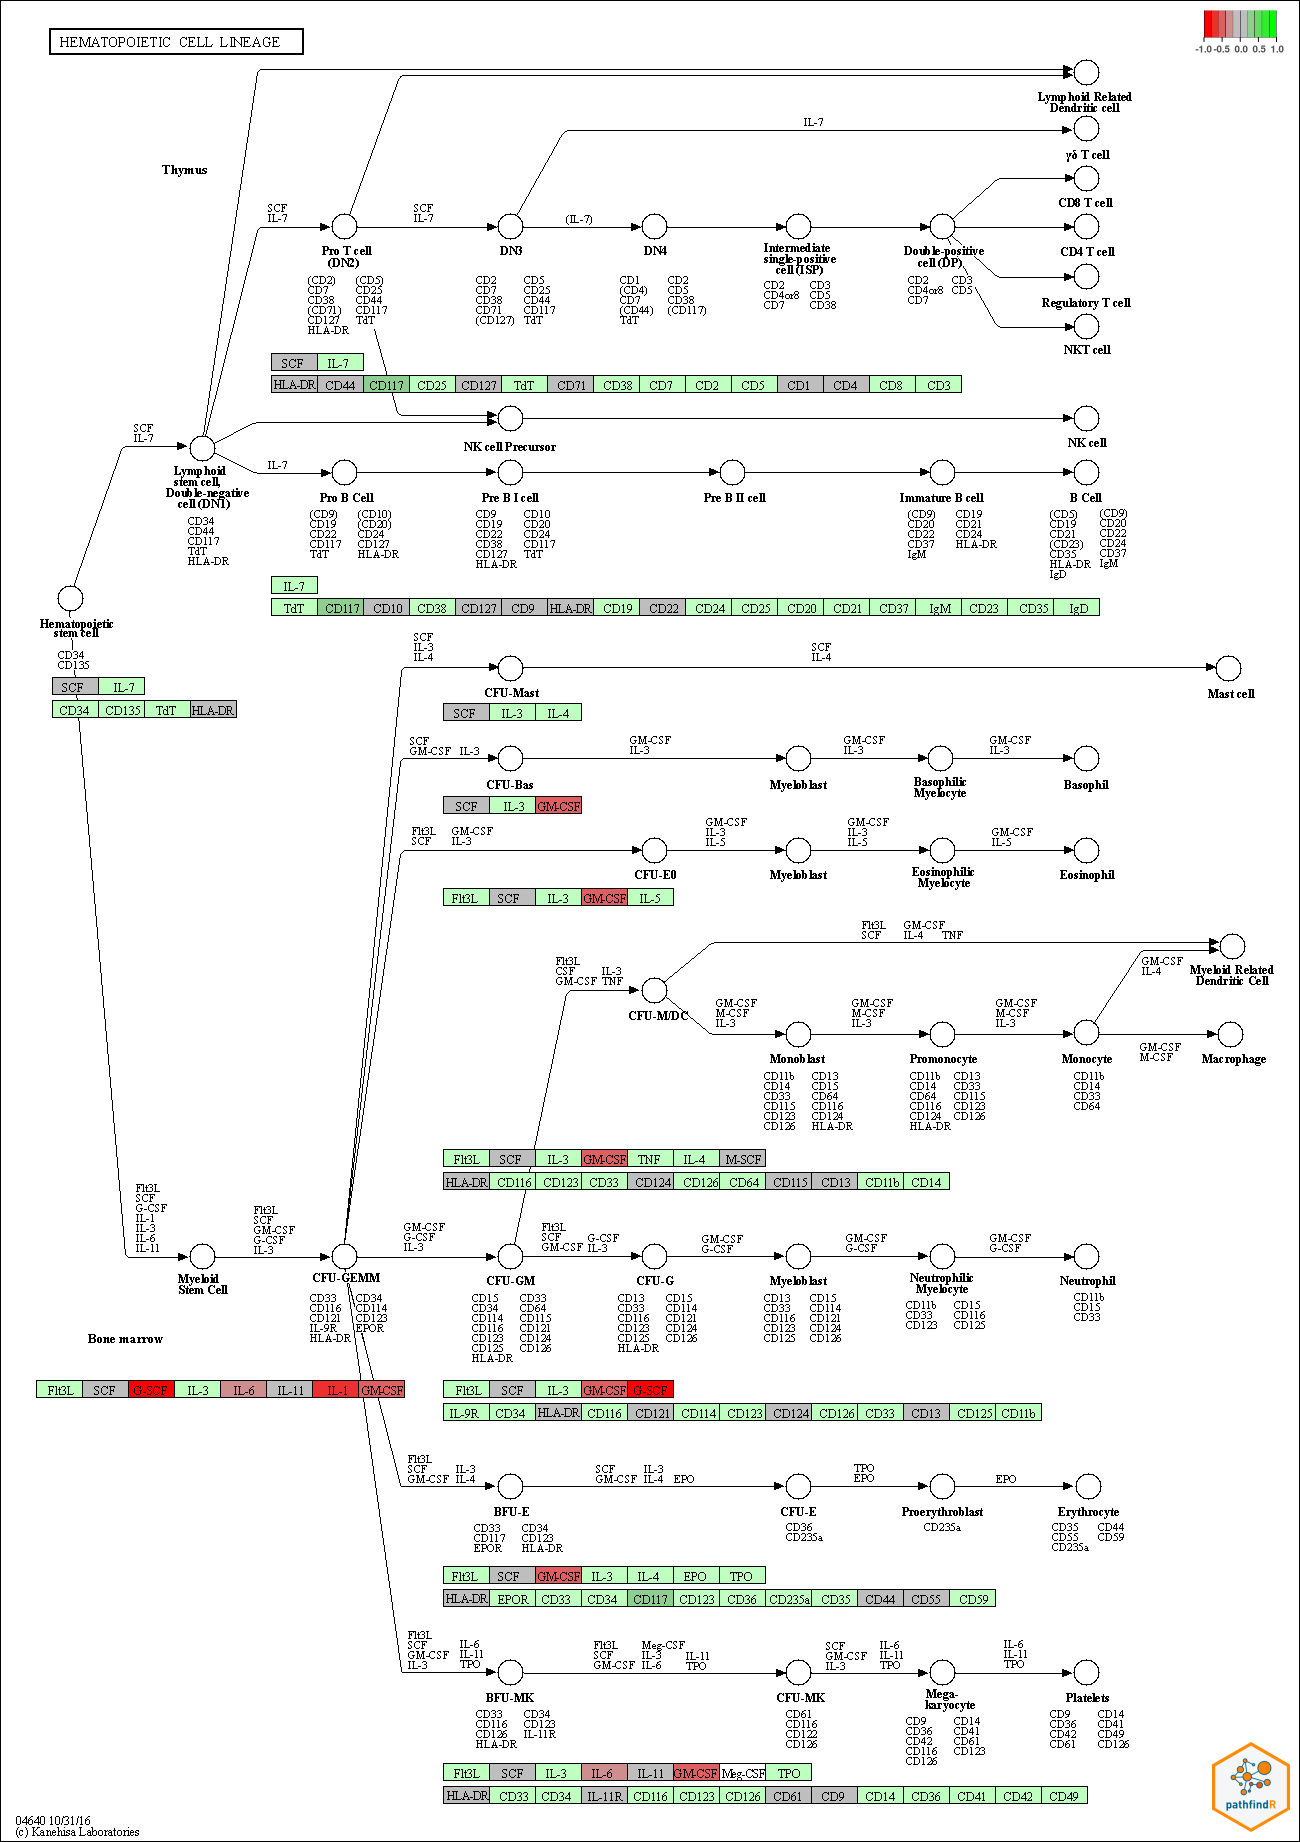 HEMATOPOIETIC CELL LINEAGE
-1.0 -0.5 0.0 0.5 1.0
Lymphoid Related
Dendritic cell
IL-7
γδ T cell
Thymus
CD8 T cell
SCF
IL-7
SCF
IL-7
(IL-7)
Pro T cell
(DN2)
DN3
DN4
Intermediate
single-positive
cell (ISP)
Double-positive
cell (DP)
CD4 T cell
Regulatory T cell
NKT cell
(CD2) (CD5)
CD7 CD25
CD38 CD44
(CD71) CD117
CD127 TdT
HLA-DR
CD2 CD5
CD7 CD25
CD38 CD44
CD71 CD117
(CD127) TdT
CD1 CD2
(CD4) CD5
CD7 CD38
(CD44) (CD117)
TdT
CD2 CD3
CD4or8 CD5
CD7 CD38
CD2 CD3
CD4or8 CD5
CD7
SCF IL-7
HLA-DR CD44 CD117 CD25 CD127 TdT CD71 CD38 CD7 CD2 CD5 CD1 CD4 CD8 CD3
SCF
IL-7
NK cell Precursor
NK cell
Lymphoid
stem cell,
Double-negative
cell (DN1)
IL-7
CD34
CD44
CD117
TdT
HLA-DR
Pro B Cell
Pre B I cell
Pre B II cell
Immature B cell
B Cell
(CD9) (CD10)
CD19 (CD20)
CD22 CD24
CD117 CD127
TdT HLA-DR
CD9 CD10
CD19 CD20
CD22 CD24
CD38 CD117
CD127 TdT
HLA-DR
(CD9) CD19
CD20 CD21
CD22 CD24
CD37 HLA-DR
IgM
(CD5) (CD9)
CD19 CD20
CD21 CD22
(CD23) CD24
CD35 CD37
HLA-DR IgM
IgD
IL-7
TdT CD117 CD10 CD38 CD127 CD9 HLA-DR CD19 CD22 CD24 CD25 CD20 CD21 CD37 IgM CD23 CD35 IgD
Hematopoietic
stem cell
CD34
CD135
SCF IL-7
CD34 CD135 TdT HLA-DR
SCF
IL-3
IL-4
SCF
IL-4
CFU-Mast
Mast cell
SCF IL-3 IL-4
SCF
GM-CSF IL-3
GM-CSF
IL-3
GM-CSF
IL-3
GM-CSF
IL-3
CFU-Bas
Myeloblast
Basophilic
Myelocyte
Basophil
SCF IL-3 GM-CSF
Flt3L GM-CSF
SCF IL-3
GM-CSF
IL-3
IL-5
GM-CSF
IL-3
IL-5
GM-CSF
IL-5
CFU-E0
Myeloblast
Eosinophilic
Myelocyte
Eosinophil
Flt3L SCF IL-3 GM-CSF IL-5
Flt3L GM-CSF
SCF IL-4 TNF
Flt3L
CSF IL-3
GM-CSF TNF
GM-CSF
IL-4
Myeloid Related
Dendritic Cell
CFU-M/DC
GM-CSF
M-CSF
IL-3
GM-CSF
M-CSF
IL-3
GM-CSF
M-CSF
IL-3
GM-CSF
M-CSF
Monoblast
Promonocyte
Monocyte
Macrophage
CD11b CD13
CD14 CD15
CD33 CD64
CD115 CD116
CD123 CD124
CD126 HLA-DR
CD11b CD13
CD14 CD33
CD64 CD115
CD116 CD123
CD124 CD126
HLA-DR
CD11b
CD14
CD33
CD64
Flt3L SCF IL-3 GM-CSF TNF IL-4 M-SCF
HLA-DR CD116 CD123 CD33 CD124 CD126 CD64 CD115 CD13 CD11b CD14
Flt3L
SCF
G-CSF
IL-1
IL-3
IL-6
IL-11
Flt3L
SCF
GM-CSF
G-CSF
IL-3
GM-CSF
G-CSF
IL-3
Flt3L
SCF G-CSF
GM-CSF IL-3
GM-CSF
G-CSF
GM-CSF
G-CSF
GM-CSF
G-CSF
Myeloid
Stem Cell
CFU-GEMM
CFU-GM
CFU-G
Myeloblast
Neutrophilic
Myelocyte
Neutrophil
CD33 CD34
CD116 CD114
CD121 CD123
IL-9R EPOR
HLA-DR
CD15 CD33
CD34 CD64
CD114 CD115
CD116 CD121
CD123 CD124
CD125 CD126
HLA-DR
CD13 CD15
CD33 CD114
CD116 CD121
CD123 CD124
CD125 CD126
HLA-DR
CD13 CD15
CD33 CD114
CD116 CD121
CD123 CD124
CD125 CD126
CD11b CD15
CD33 CD116
CD123 CD125
CD11b
CD15
CD33
Bone marrow
Flt3L SCF G-SCF IL-3 IL-6 IL-11 IL-1 GM-CSF
Flt3L SCF IL-3 GM-CSF G-SCF
IL-9R CD34 HLA-DR CD116 CD121 CD114 CD123 CD124 CD126 CD33 CD13 CD125 CD11b
Flt3L
SCF IL-3
GM-CSF IL-4
SCF IL-3
GM-CSF IL-4 EPO
TPO
EPO
EPO
BFU-E
CFU-E
Proerythroblast
Erythrocyte
CD33 CD34
CD117 CD123
EPOR HLA-DR
CD36
CD235a
CD235a
CD35 CD44
CD55 CD59
CD235a
Flt3L SCF GM-CSF IL-3 IL-4 EPO TPO
HLA-DR EPOR CD33 CD34 CD117 CD123 CD36 CD235a CD35 CD44 CD55 CD59
Flt3L
SCF IL-6
GM-CSF IL-11
IL-3 TPO
Flt3L Meg-CSF
SCF IL-3 IL-11
GM-CSF IL-6 TPO
SCF IL-6
GM-CSF IL-11
IL-3 TPO
IL-6
IL-11
TPO
BFU-MK
CFU-MK
Mega-
karyocyte
Platelets
CD33 CD34
CD116 CD123
CD126 IL-11R
HLA-DR
CD61
CD116
CD122
CD126
CD9 CD14
CD36 CD41
CD42 CD61
CD116 CD123
CD126
CD9 CD14
CD36 CD41
CD42 CD49
CD61 CD126
Flt3L SCF IL-3 IL-6 IL-11 GM-CSF Meg-CSF TPO
HLA-DR CD33 CD34 IL-11R CD116 CD123 CD126 CD61 CD9 CD14 CD36 CD41 CD42 CD49
pathfindR
04640 10/31/16
(c) Kanehisa Laboratories